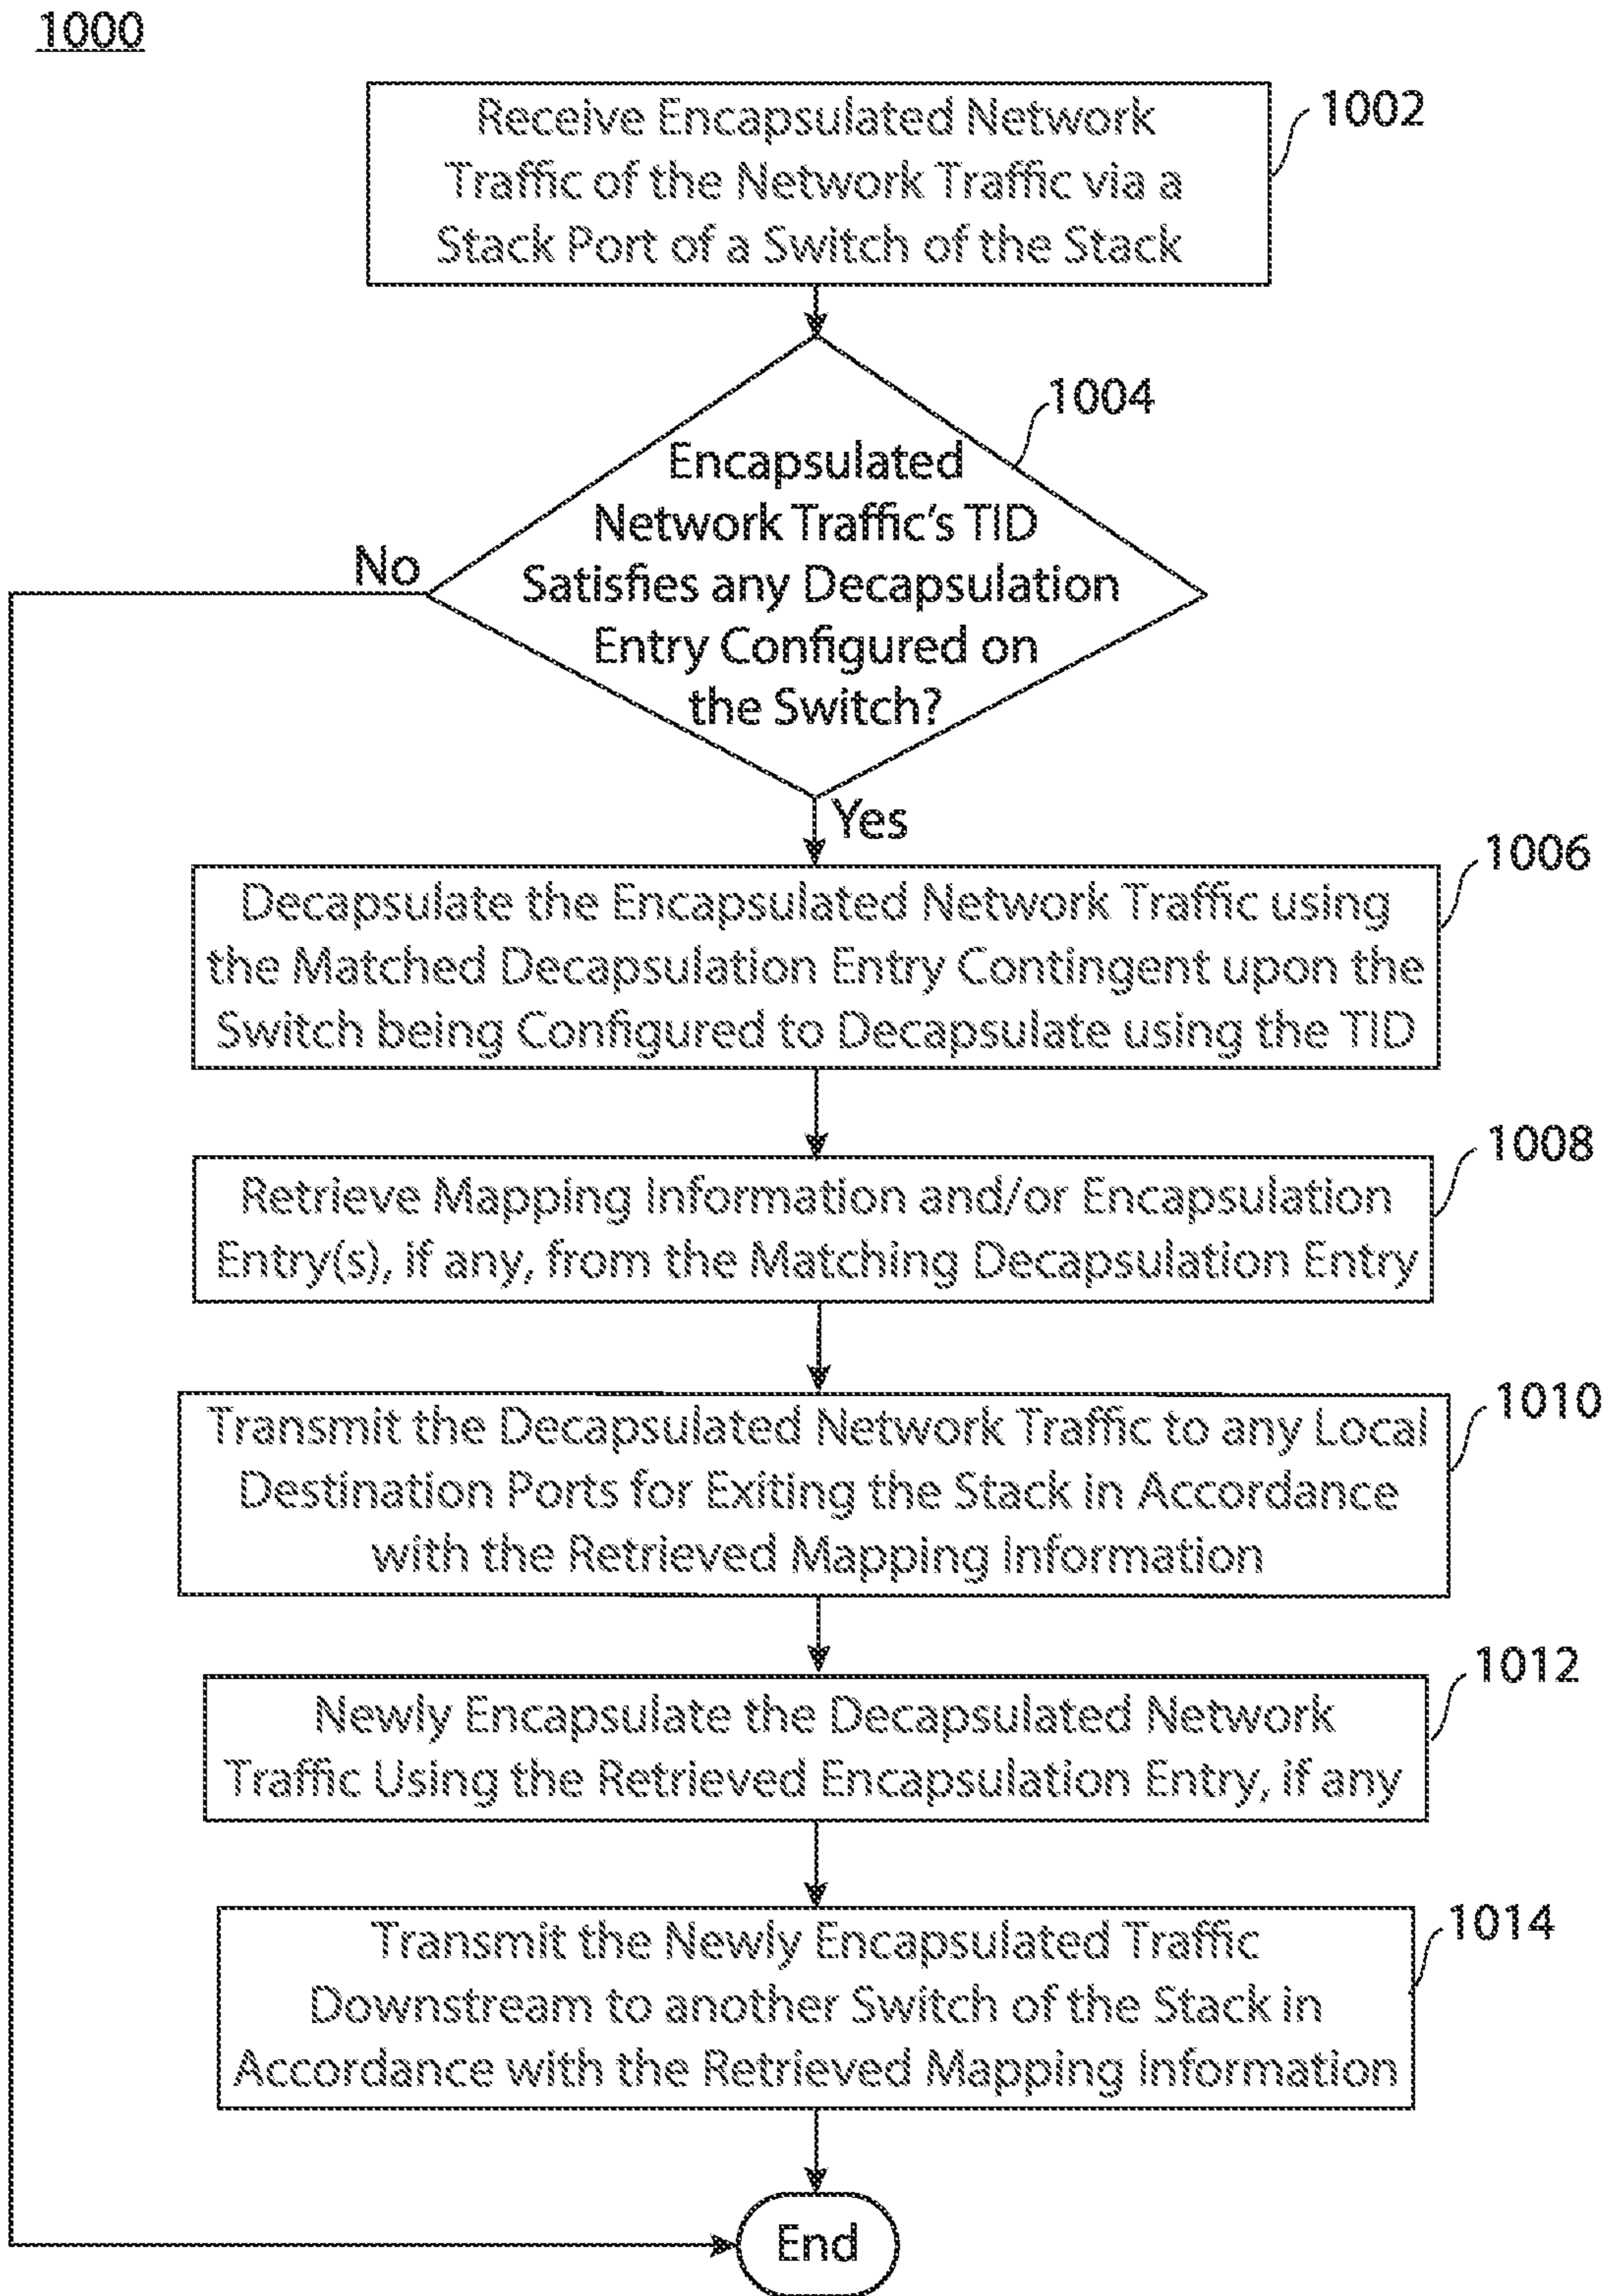 1000
Receive Encapsulated Network
Traffic of the Network Traffic via a
Stack Port of a Switch of the Stack
1002
1004
Encapsulated
Network Traffic's TID
Satisfies any Decapsulation
Entry Configured on
the Switch?
No
Yes
1006
Decapsulate the Encapsulated Network Traffic using
the Matched Decapsulation Entry Contingent upon the
Switch being Configured to Decapsulate using the TID
1008
Retrieve Mapping Information and/or Encapsulation
Entry(s), if any, from the Matching Decapsulation Entry
1010
Transmit the Decapsulated Network Traffic to any Local
Destination Ports for Exiting the Stack in Accordance
with the Retrieved Mapping Information
1012
Newly Encapsulate the Decapsulated Network
Traffic Using the Retrieved Encapsulation Entry, if any
1014
Transmit the Newly Encapsulated Traffic
Downstream to another Switch of the Stack in
Accordance with the Retrieved Mapping Information
End